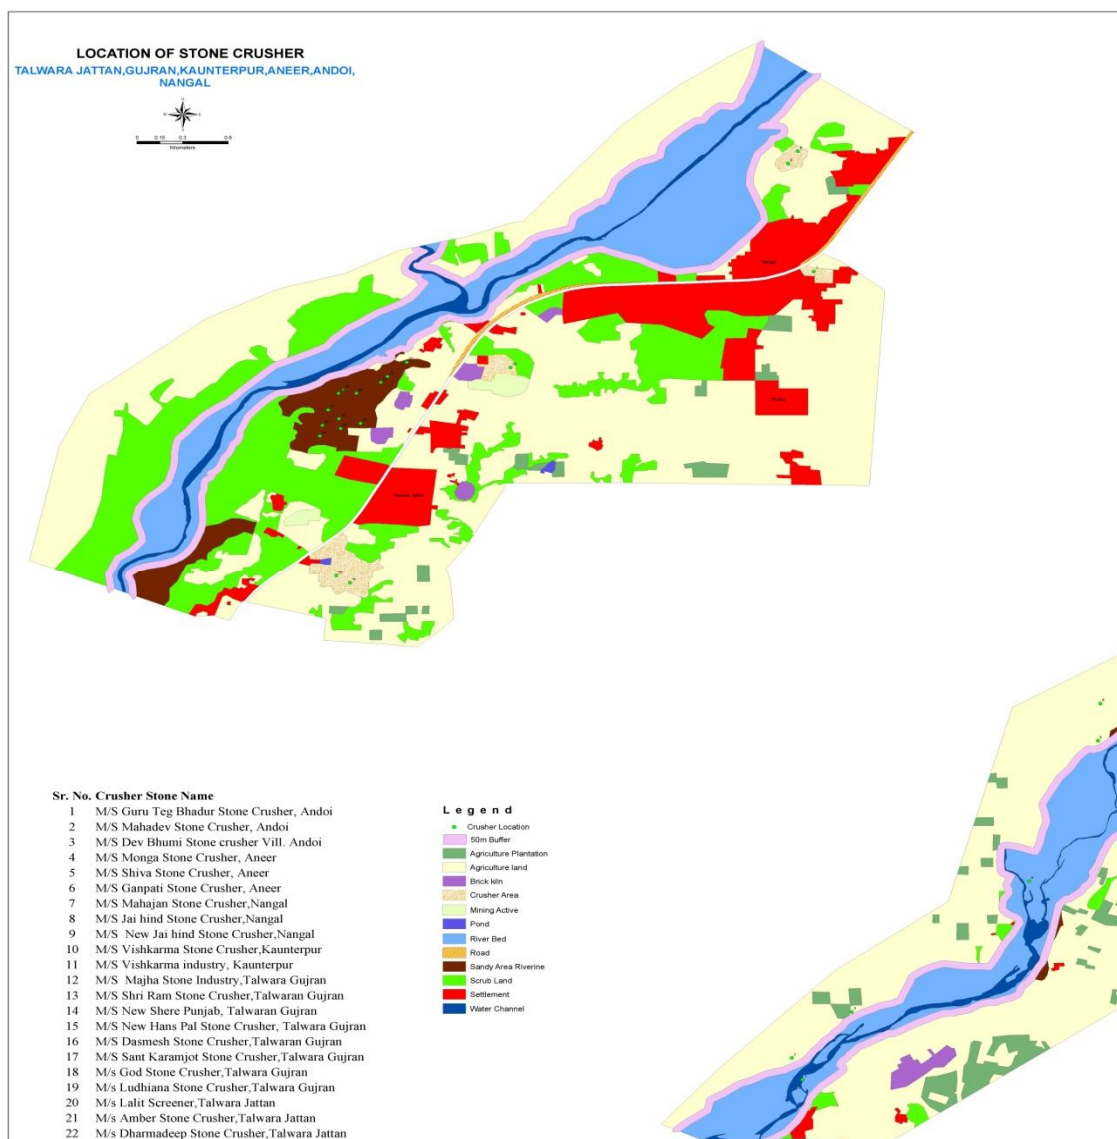 LOCATION OF STONE CRUSHER
TALWARA JATTAN,GUJRAN,KAUNTERPUR,ANEER,ANDOI,
NANGAL
0 0.15 0.3 0.6
Kilometers
Sr. No. Crusher Stone Name
1 M/S Guru Teg Bhadur Stone Crusher, Andoi
2 M/S Mahadev Stone Crusher, Andoi
3 M/S Dev Bhumi Stone crusher Vill. Andoi
4 M/S Monga Stone Crusher, Aneer
5 M/S Shiva Stone Crusher, Aneer
6 M/S Ganpati Stone Crusher, Aneer
7 M/S Mahajan Stone Crusher,Nangal
8 M/S Jai hind Stone Crusher,Nangal
9 M/S New Jai hind Stone Crusher,Nangal
10 M/S Vishkarma Stone Crusher,Kaunterpur
11 M/S Vishkarma industry, Kaunterpur
12 M/S Majha Stone Industry,Talwara Gujran
13 M/S Shri Ram Stone Crusher,Talwaran Gujran
14 M/S New Shere Punjab, Talwaran Gujran
15 M/S New Hans Pal Stone Crusher, Talwara Gujran
16 M/S Dasmesh Stone Crusher,Talwaran Gujran
17 M/S Sant Karamjot Stone Crusher,Talwara Gujran
18 M/s God Stone Crusher,Talwara Gujran
19 M/s Ludhiana Stone Crusher,Talwara Gujran
20 M/s Lalit Screener,Talwara Jattan
21 M/s Amber Stone Crusher,Talwara Jattan
22 M/s Dharmadeep Stone Crusher,Talwara Jattan
Legend
Crusher Location
50m Buffer
Agriculture Plantation
Agriculture land
Brick kiln
Crusher Area
Mining Active
Pond
River Bed
Road
Sandy Area Riverine
Scrub Land
Settlement
Water Channel